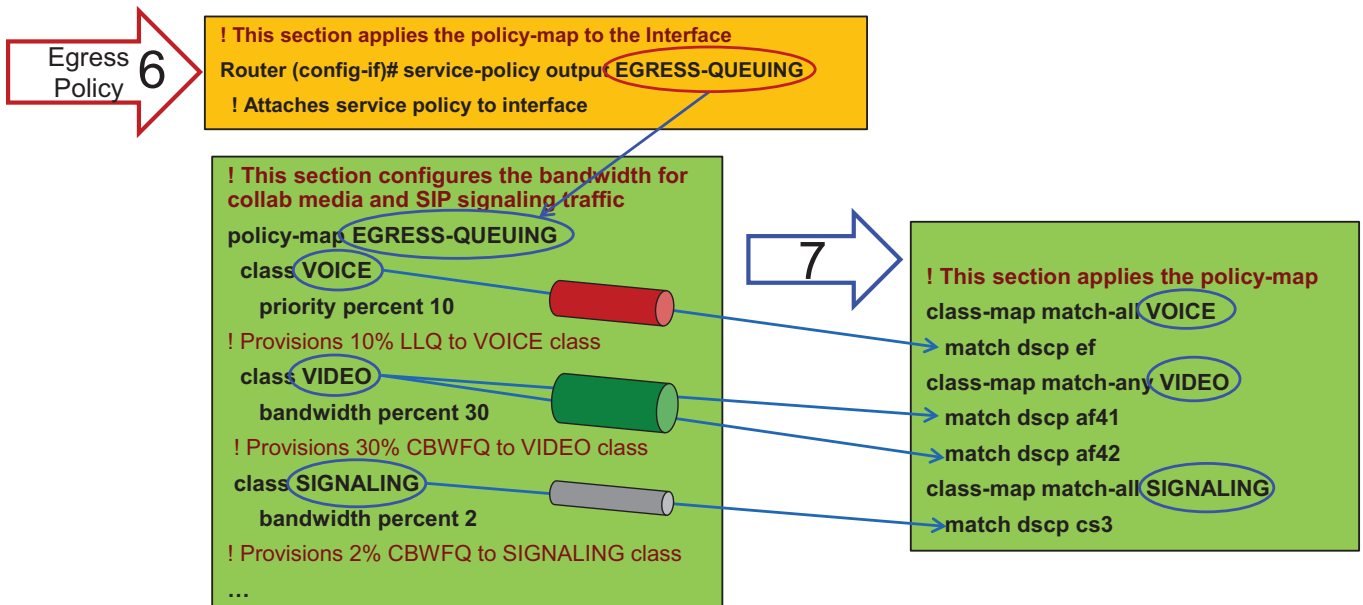 Egress
Policy
6
! This section applies the policy-map to the Interface
Router (config-if)# service-policy output EGRESS-QUEUING
! Attaches service policy to interface
! This section configures the bandwidth for
collab media and SIP signaling traffic
policy-map EGRESS-QUEUING
class VOICE
priority percent 10
! Provisions 10% LLQ to VOICE class
class VIDEO
bandwidth percent 30
! Provisions 30% CBWFQ to VIDEO class
class SIGNALING
bandwidth percent 2
! Provisions 2% CBWFQ to SIGNALING class
…
7
! This section applies the policy-map
class-map match-all VOICE
match dscp ef
class-map match-any VIDEO
match dscp af41
match dscp af42
class-map match-all SIGNALING
match dscp cs3